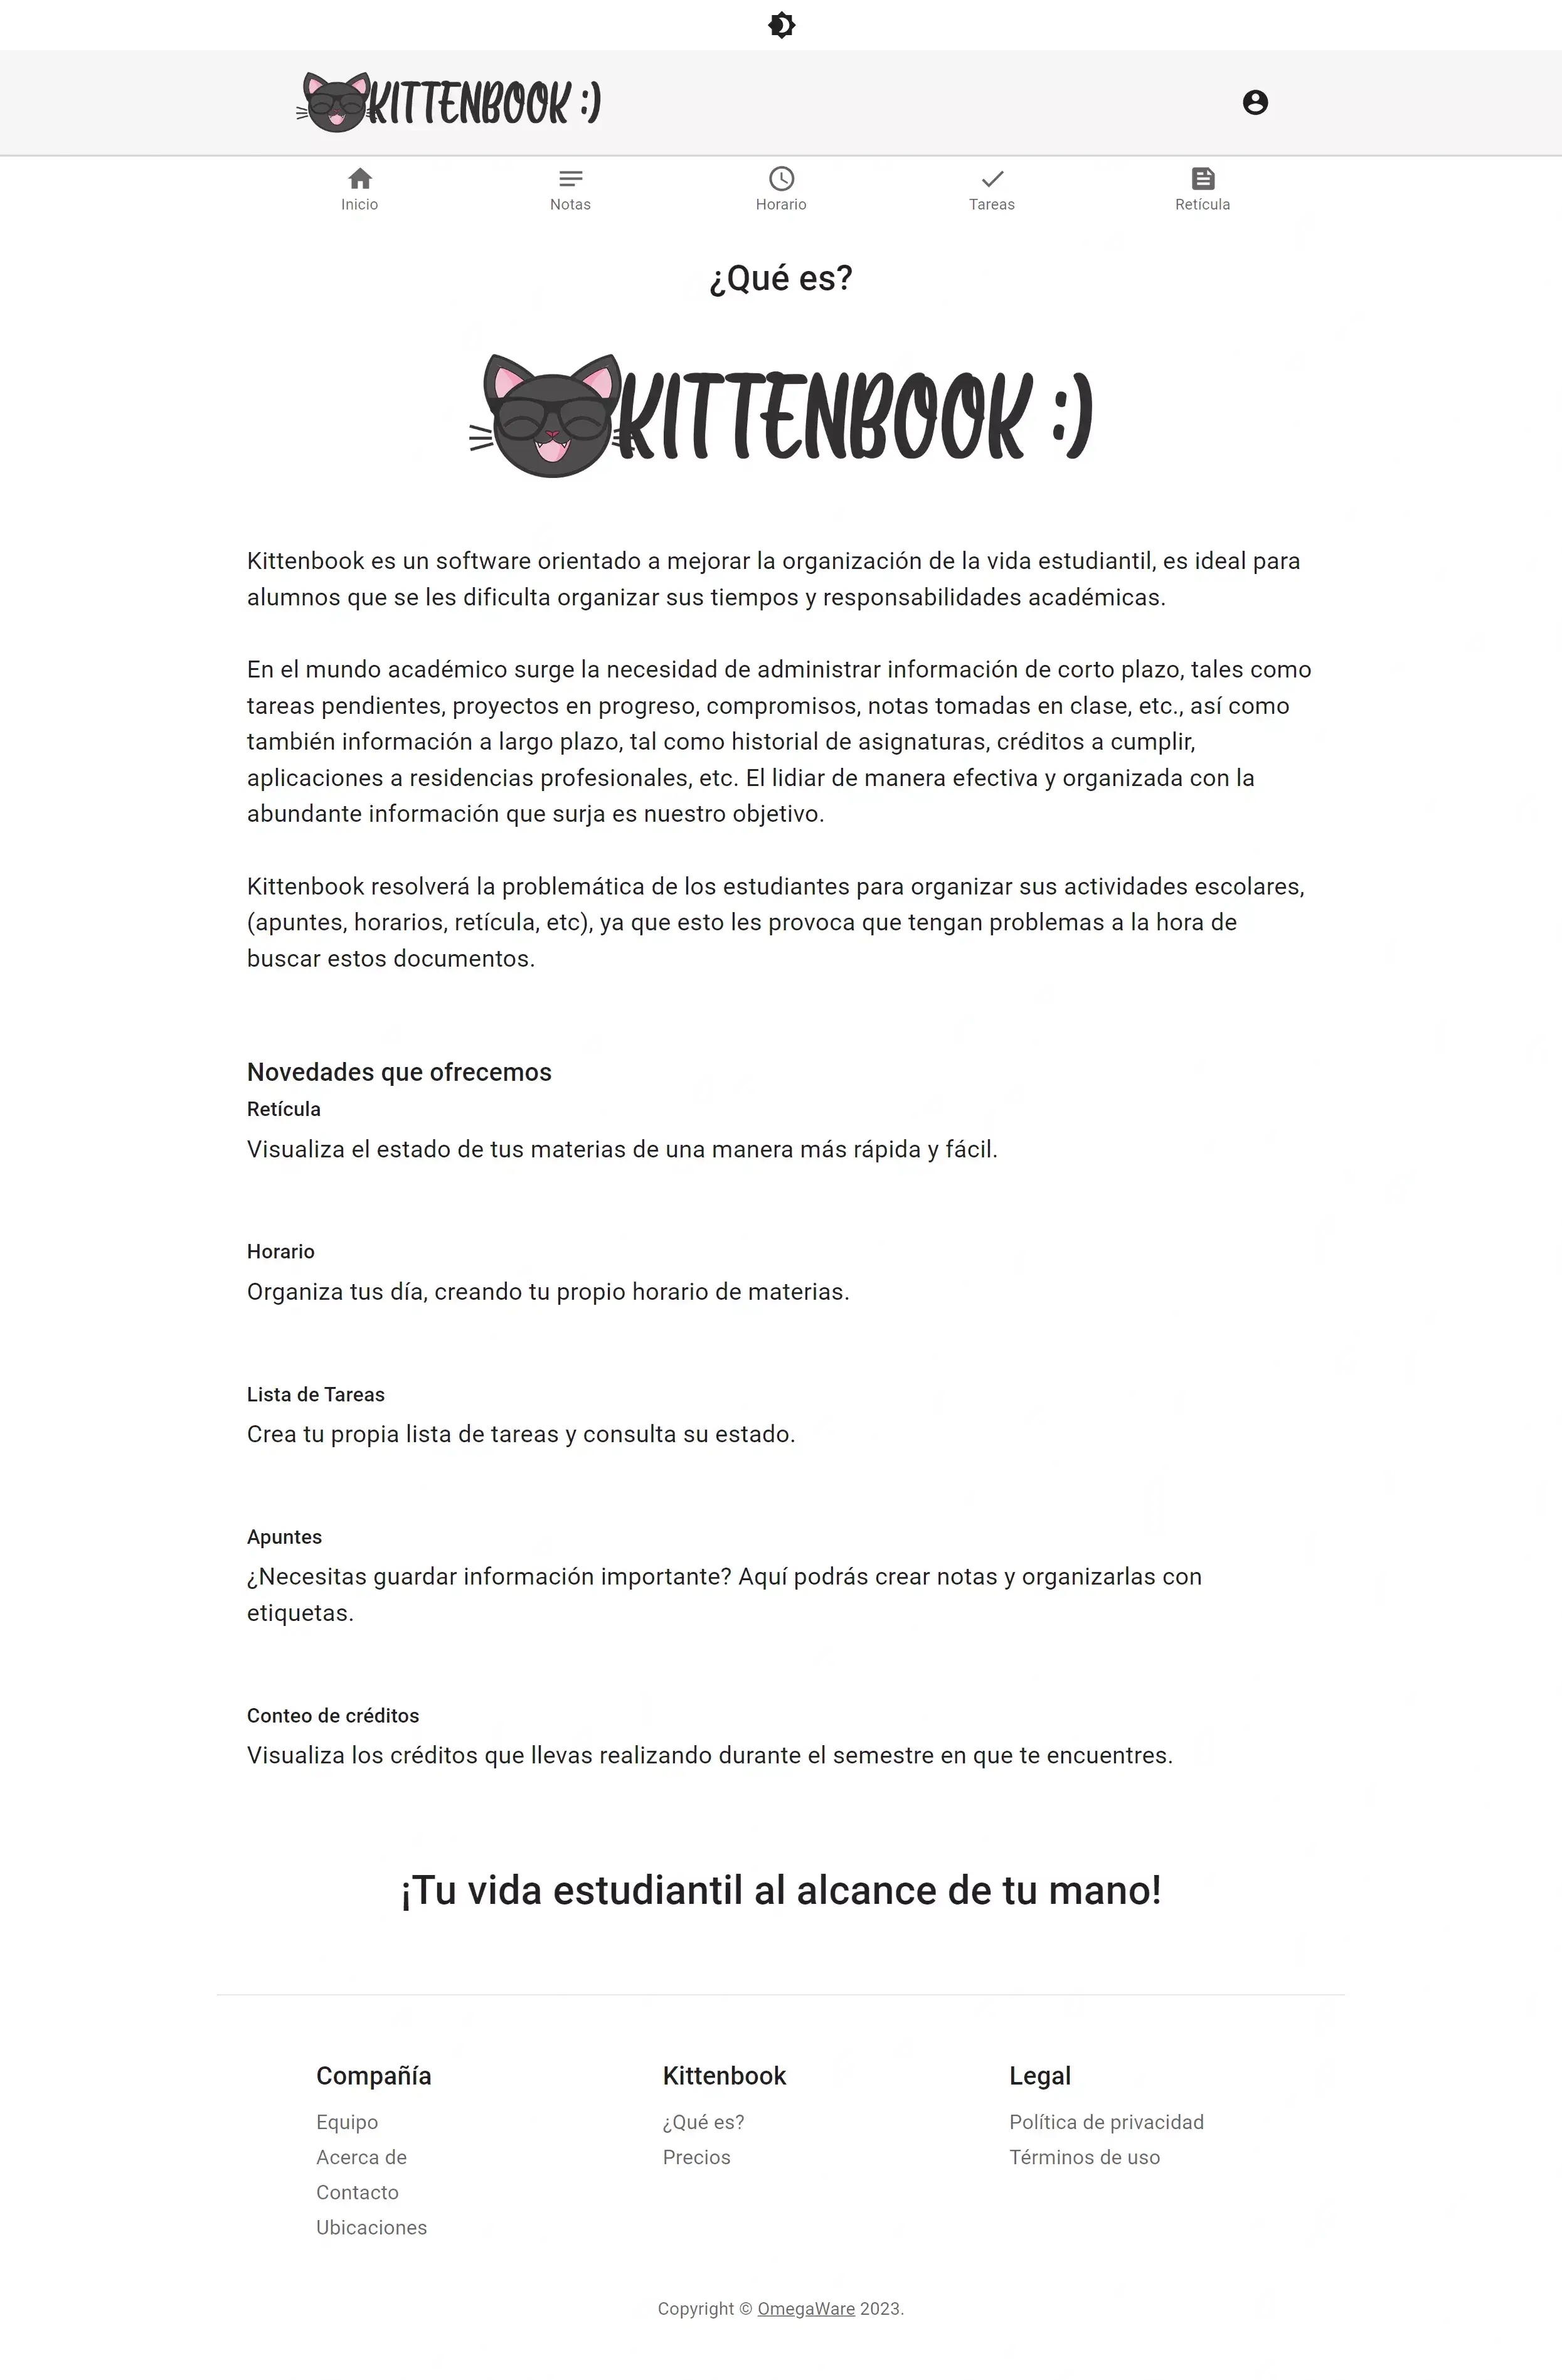 KITTENBOOK :)
Inicio
Notas
Horario
Tareas
Retícula
¿Qué es?
KITTENBOOK :)
Kittenbook es un software orientado a mejorar la organización de la vida estudiantil, es ideal para
alumnos que se les dificulta organizar sus tiempos y responsabilidades académicas.
En el mundo académico surge la necesidad de administrar información de corto plazo, tales como
tareas pendientes, proyectos en progreso, compromisos, notas tomadas en clase, etc., así como
también información a largo plazo, tal como historial de asignaturas, créditos a cumplir,
aplicaciones a residencias profesionales, etc. El lidiar de manera efectiva y organizada con la
abundante información que surja es nuestro objetivo.
Kittenbook resolverá la problemática de los estudiantes para organizar sus actividades escolares,
(apuntes, horarios, retícula, etc), ya que esto les provoca que tengan problemas a la hora de
buscar estos documentos.
Novedades que ofrecemos
Retícula
Visualiza el estado de tus materias de una manera más rápida y fácil.
Horario
Organiza tus día, creando tu propio horario de materias.
Lista de Tareas
Crea tu propia lista de tareas y consulta su estado.
Apuntes
¿Necesitas guardar información importante? Aquí podrás crear notas y organizarlas con
etiquetas.
Conteo de créditos
Visualiza los créditos que llevas realizando durante el semestre en que te encuentres.
¡Tu vida estudiantil al alcance de tu mano!
Compañía
Equipo
Acerca de
Contacto
Ubicaciones
Kittenbook
¿Qué es?
Precios
Legal
Política de privacidad
Términos de uso
Copyright © OmegaWare 2023.